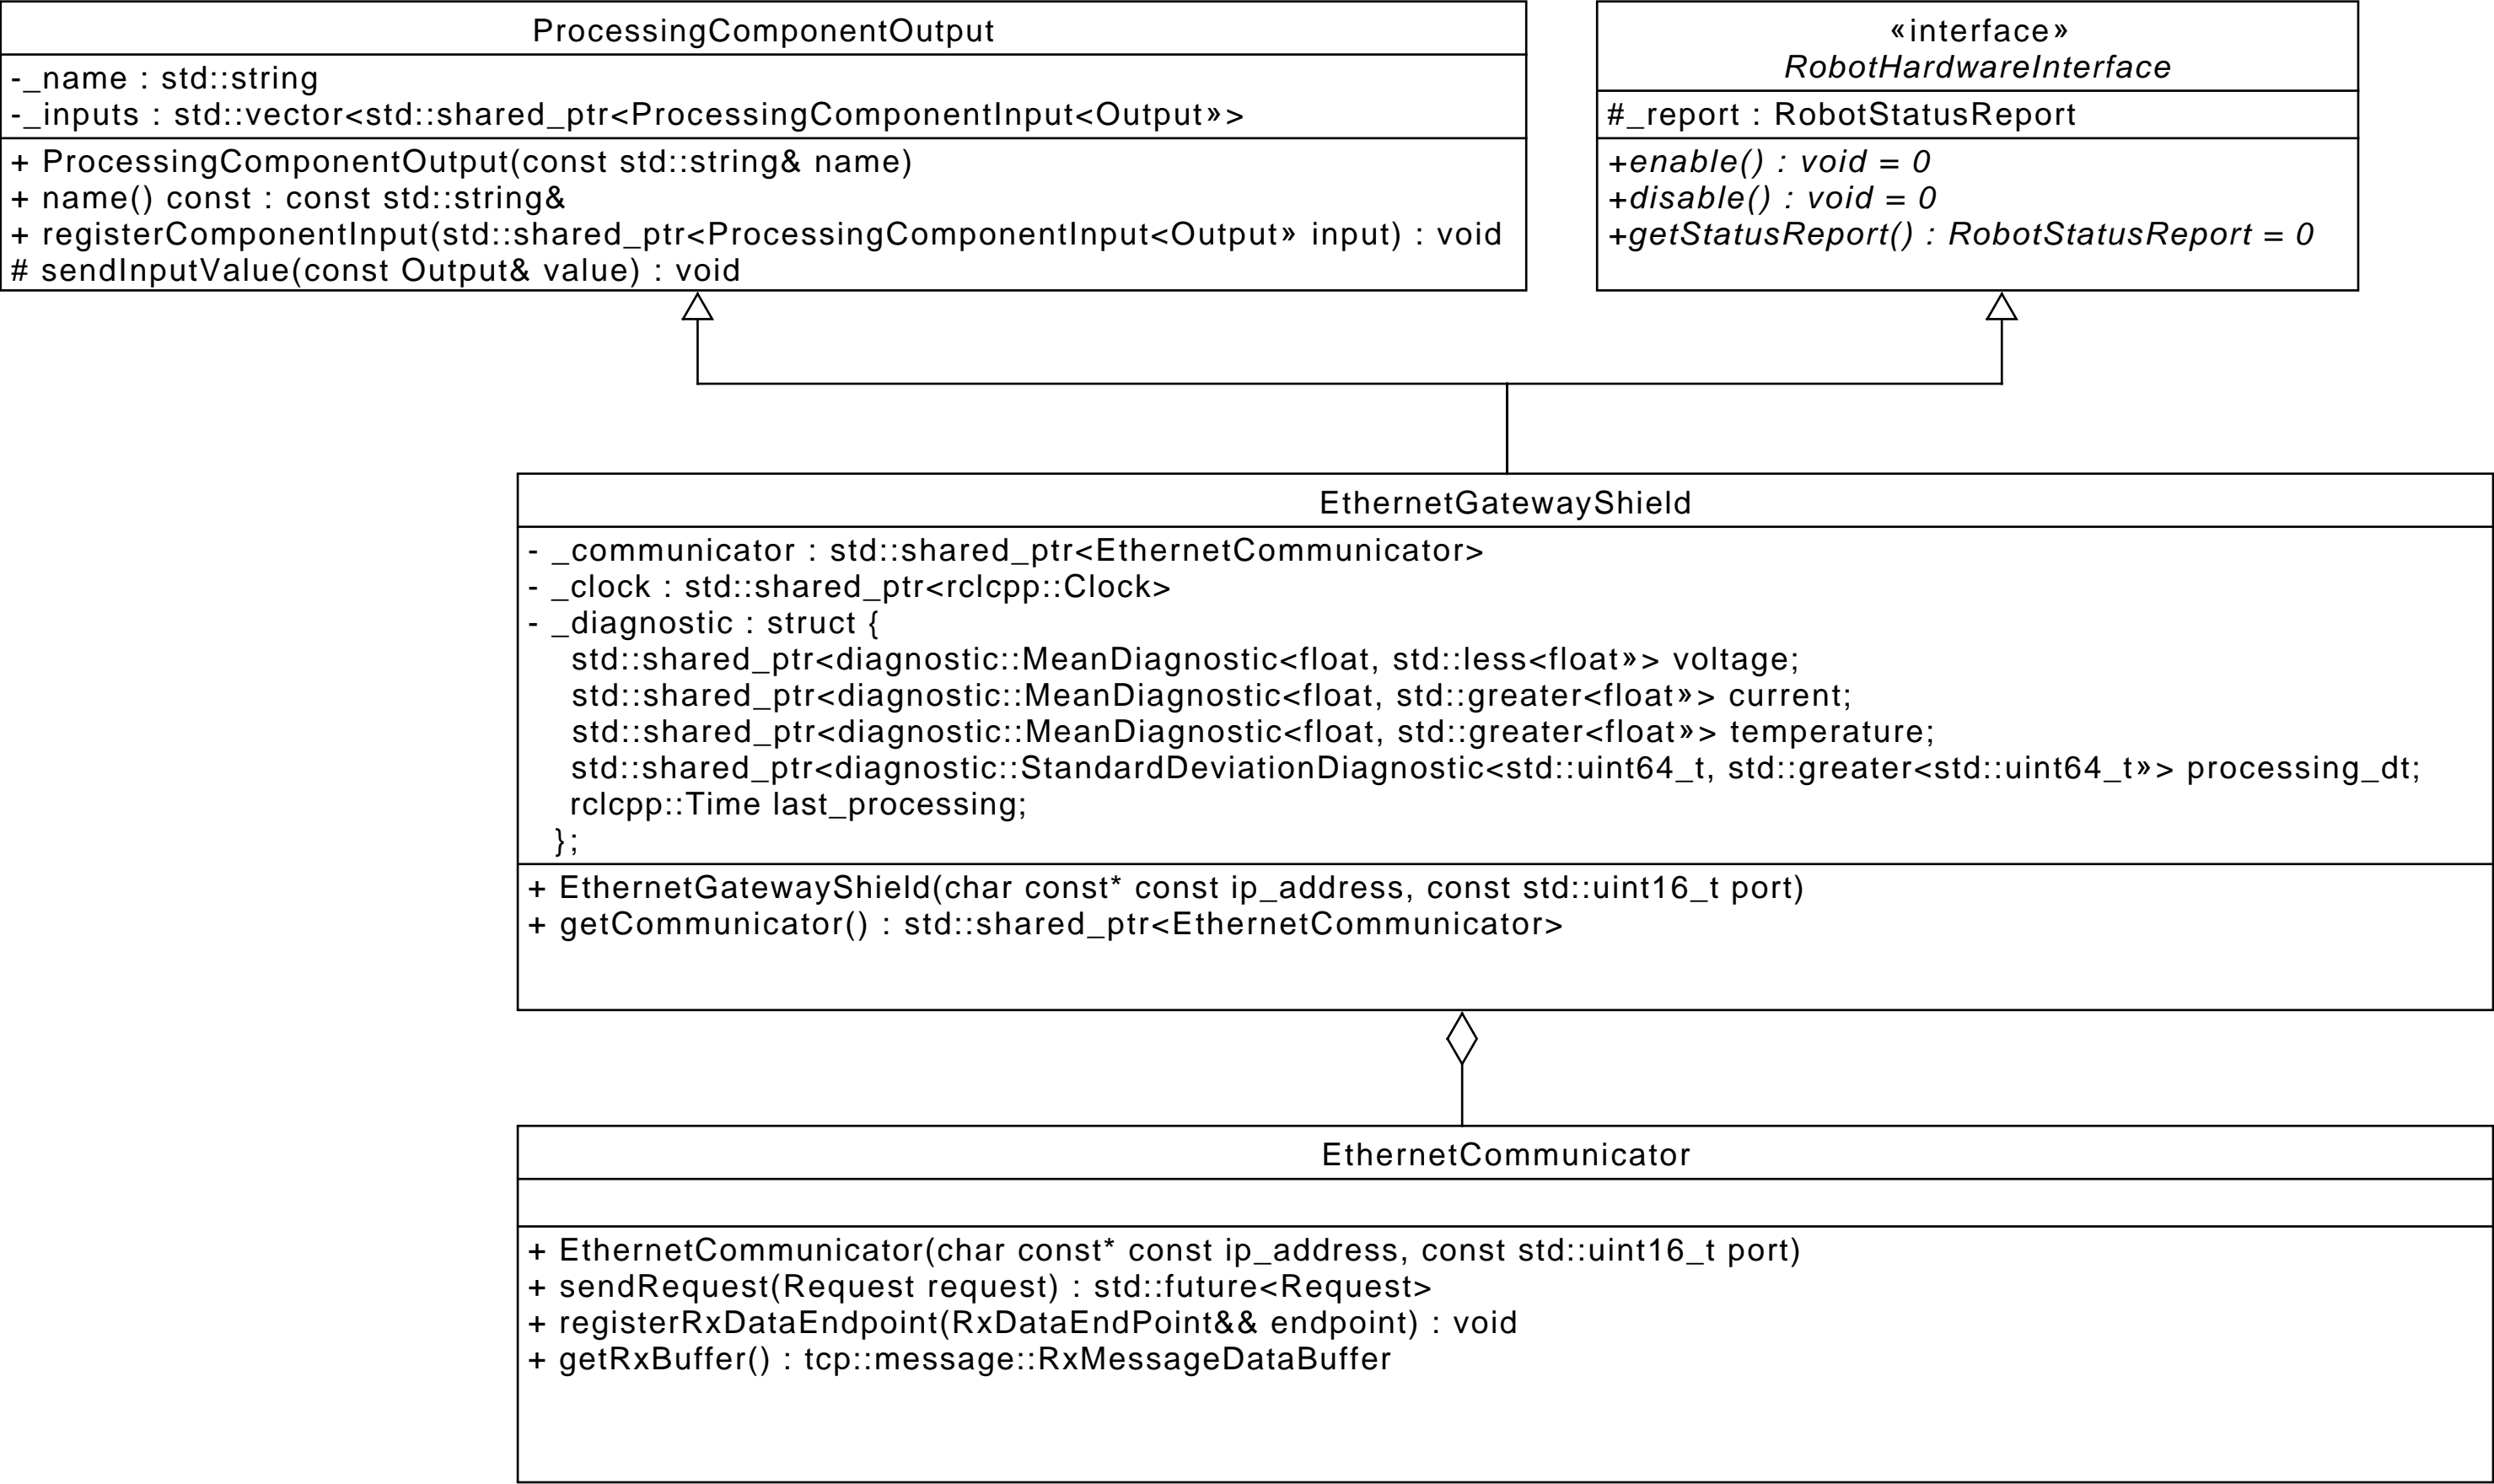 ProcessingComponentOutput
-_name : std::string
-_inputs : std::vector<std::shared_ptr<ProcessingComponentInput<Output»>
+ ProcessingComponentOutput(const std::string& name)
+ name() const : const std::string&
+ registerComponentInput(std::shared_ptr<ProcessingComponentInput<Output» input) : void
# sendInputValue(const Output& value) : void
«interface»
RobotHardwareInterface
#_report : RobotStatusReport
+enable() : void = 0
+disable() : void = 0
+getStatusReport() : RobotStatusReport = 0
EthernetGatewayShield
- _communicator : std::shared_ptr<EthernetCommunicator>
- _clock : std::shared_ptr<rclcpp::Clock>
- _diagnostic : struct {
std::shared_ptr<diagnostic::MeanDiagnostic<float, std::less<float»> voltage;
std::shared_ptr<diagnostic::MeanDiagnostic<float, std::greater<float»> current;
std::shared_ptr<diagnostic::MeanDiagnostic<float, std::greater<float»> temperature;
std::shared_ptr<diagnostic::StandardDeviationDiagnostic<std::uint64_t, std::greater<std::uint64_t»> processing_dt;
rclcpp::Time last_processing;
};
+ EthernetGatewayShield(char const* const ip_address, const std::uint16_t port)
+ getCommunicator() : std::shared_ptr<EthernetCommunicator>
EthernetCommunicator
+ EthernetCommunicator(char const* const ip_address, const std::uint16_t port)
+ sendRequest(Request request) : std::future<Request>
+ registerRxDataEndpoint(RxDataEndPoint&& endpoint) : void
+ getRxBuffer() : tcp::message::RxMessageDataBuffer